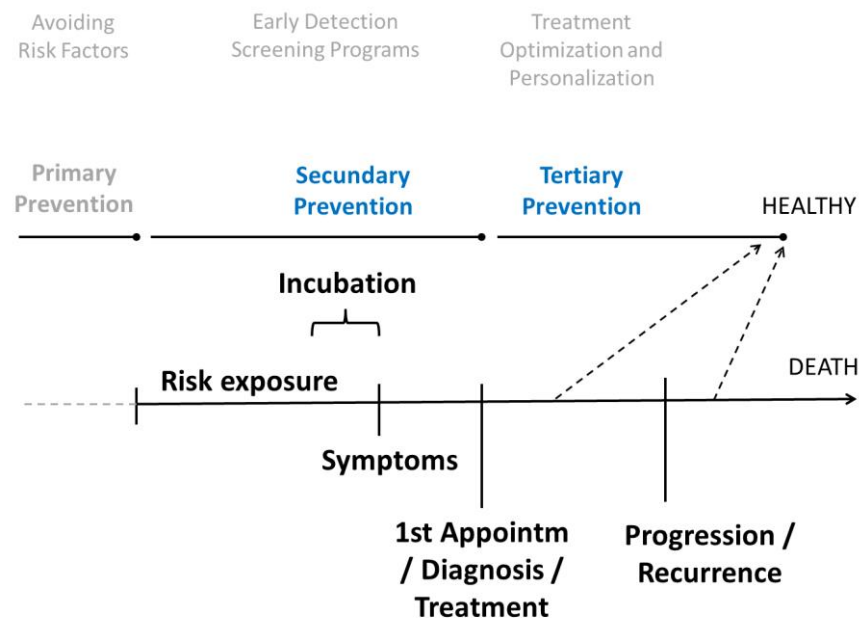 Avoiding
Risk Factors
Early Detection
Screening Programs
Treatment
Optimization and
Personalization
Primary
Prevention
Secundary
Prevention
Tertiary
Prevention
HEALTHY
Incubation
Risk exposure
DEATH
Symptoms
1st Appointm
/ Diagnosis /
Treatment
Progression /
Recurrence